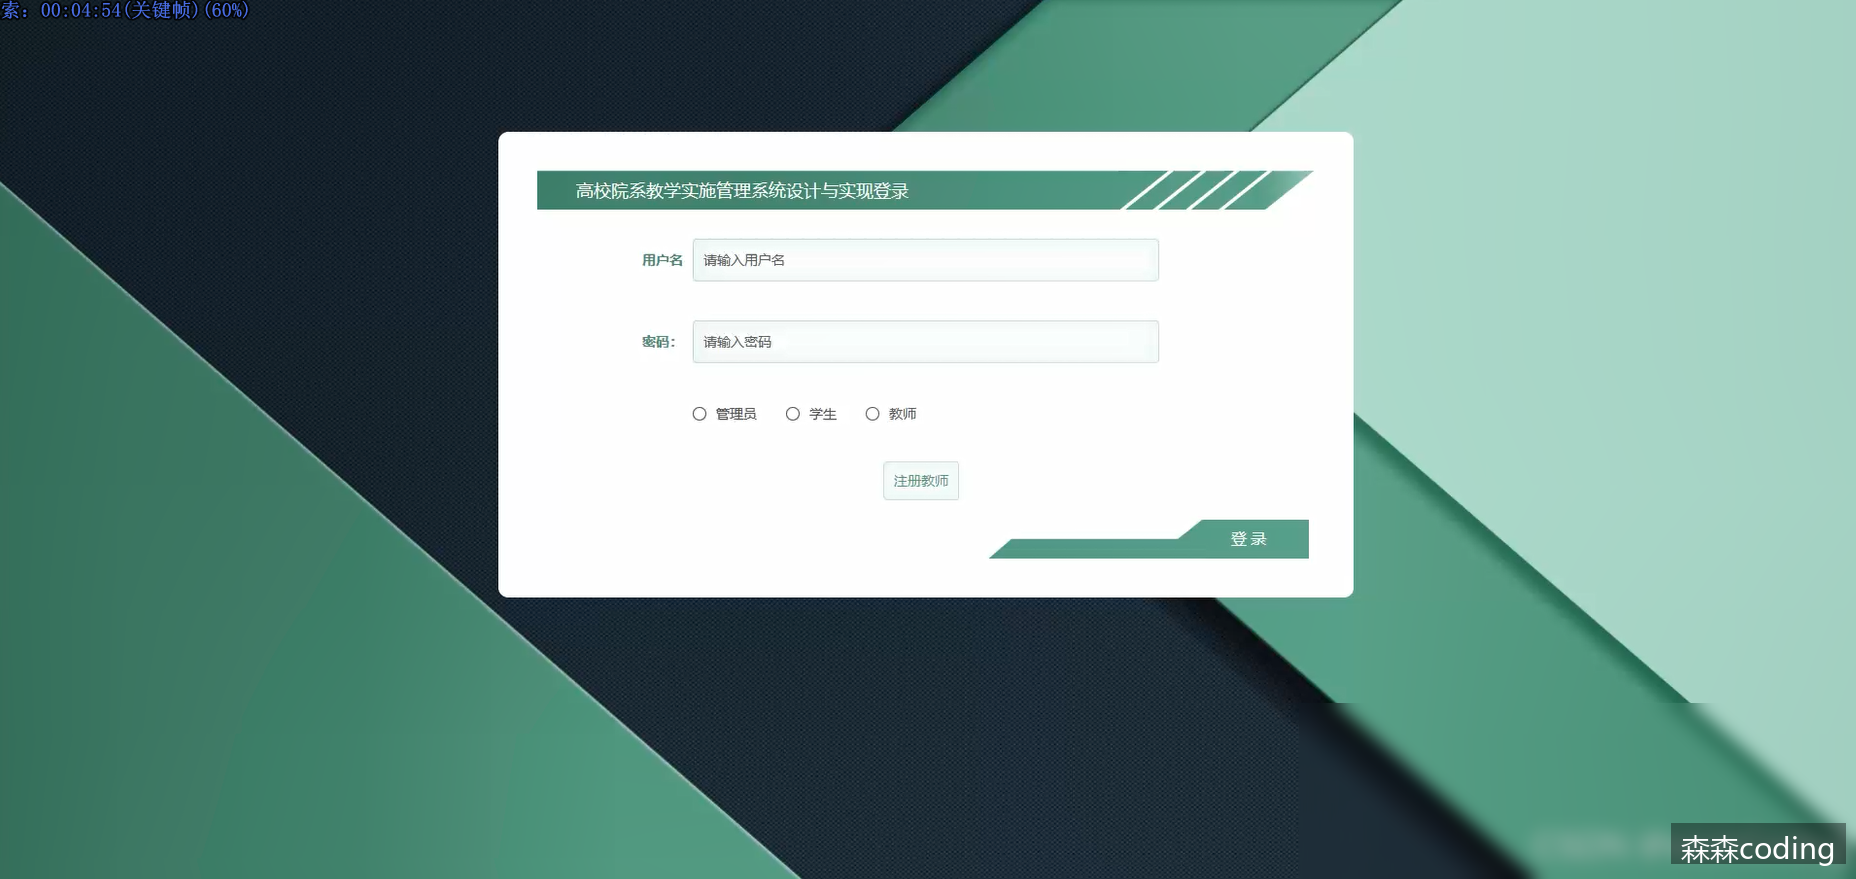 索: 00:04:54(关键帧)(60%)
高校院系教学实施管理系统设计与实现登录
用户名
请输入用户名
密码:
请输入密码
管理员 学生 教师
注册教师
登录
森森coding